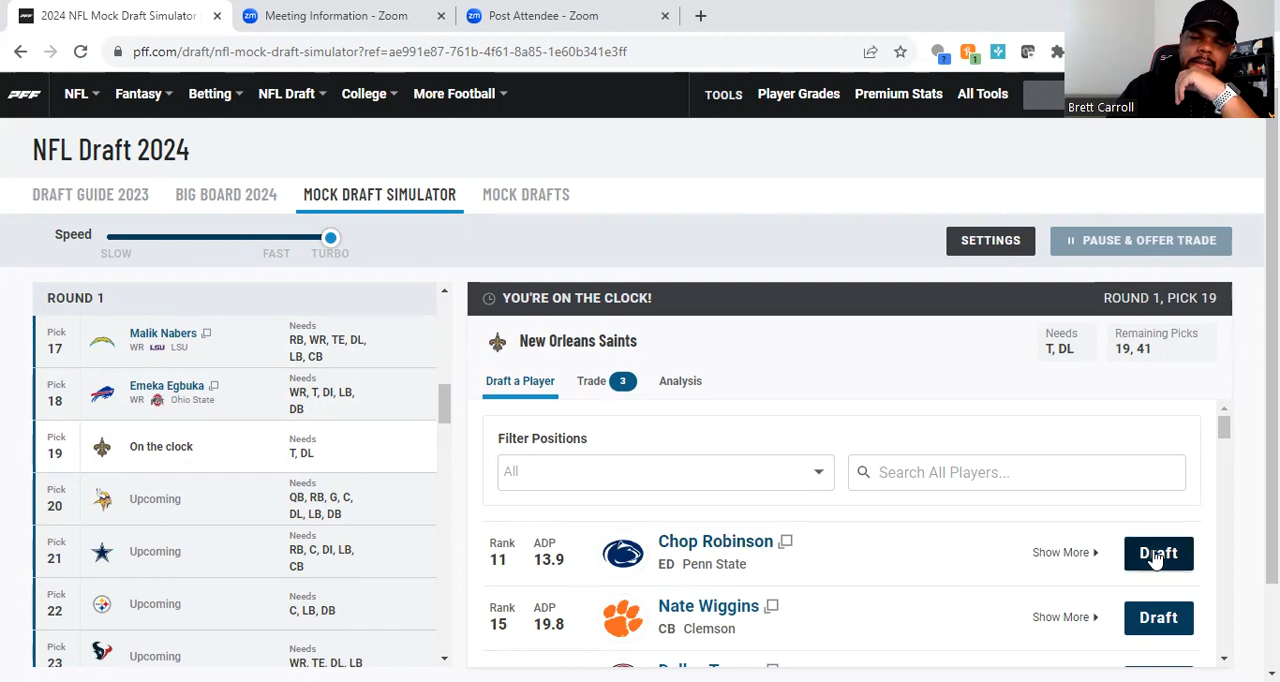 2024 NFL Mock Draft Simulator
Meeting Information - Zoom
Post Attendee - Zoom
pff.com/draft/nfl-mock-draft-simulator?ref=ae991e87-761b-4f61-8a85-1e60b341e3ff
Brett Carroll
PFF
NFL
Fantasy
Betting
NFL Draft
College
More Football
TOOLS
Player Grades
Premium Stats
All Tools
NFL Draft 2024
DRAFT GUIDE 2023
BIG BOARD 2024
MOCK DRAFT SIMULATOR
MOCK DRAFTS
Speed
SLOW
FAST
TURBO
SETTINGS
PAUSE & OFFER TRADE
ROUND 1
Pick
17
Malik Nabers
WR LSU LSU
Needs
RB, WR, TE, DL,
LB, CB
Pick
18
Emeka Egbuka
WR Ohio State
Needs
WR, T, DI, LB,
DB
Pick
19
On the clock
Needs
T, DL
Pick
20
Upcoming
Needs
QB, RB, G, C,
DL, LB, DB
Pick
21
Upcoming
Needs
RB, C, DI, LB,
CB
Pick
22
Upcoming
Needs
C, LB, DB
Pick
23
Upcoming
Needs
WR, TE, DL, LB
YOU'RE ON THE CLOCK!
ROUND 1, PICK 19
New Orleans Saints
Needs
T, DL
Remaining Picks
19, 41
Draft a Player
Trade 3
Analysis
Filter Positions
All
Search All Players...
Rank
11
ADP
13.9
Chop Robinson
ED Penn State
Show More
Draft
Rank
15
ADP
19.8
Nate Wiggins
CB Clemson
Show More
Draft